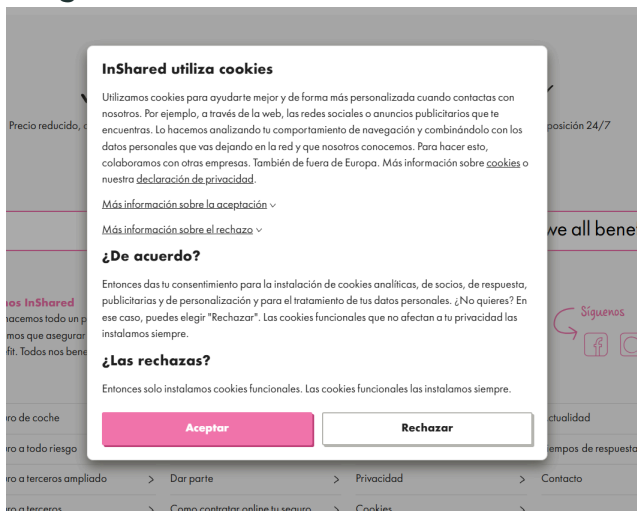 InShared utiliza cookies
Utilizamos cookies para ayudarte mejor y de forma más personalizada cuando contactas con
nosotros. Por ejemplo, a través de la web, las redes sociales o anuncios publicitarios que te
encuentras. Lo hacemos analizando tu comportamiento de navegación y combinándolo con los
datos personales que vas dejando en la red y que nosotros conocemos. Para hacer esto,
colaboramos con otras empresas. También de fuera de Europa. Más información sobre cookies o
nuestra declaración de privacidad.
Más información sobre la aceptación
Más información sobre el rechazo
¿De acuerdo?
Entonces das tu consentimiento para la instalación de cookies analíticas, de socios, de respuesta,
publicitarias y de personalización y para el tratamiento de tus datos personales. ¿No quieres? En
ese caso, puedes elegir "Rechazar". Las cookies funcionales que no afectan a tu privacidad las
instalamos siempre.
¿Las rechazas?
Entonces solo instalamos cookies funcionales. Las cookies funcionales las instalamos siempre.
Aceptar
Rechazar
Precio reducido,
posición 24/7
we all bene
os InShared
hacemos todo un p
mos que asegurar
fit. Todos nos bene
Síguenos
ro de coche
ctualidad
ro a todo riesgo
iempos de respuesta
ro a terceros ampliado
Dar parte
Privacidad
Contacto
ro a terceros
Como contratar online tu seguro
Cookies